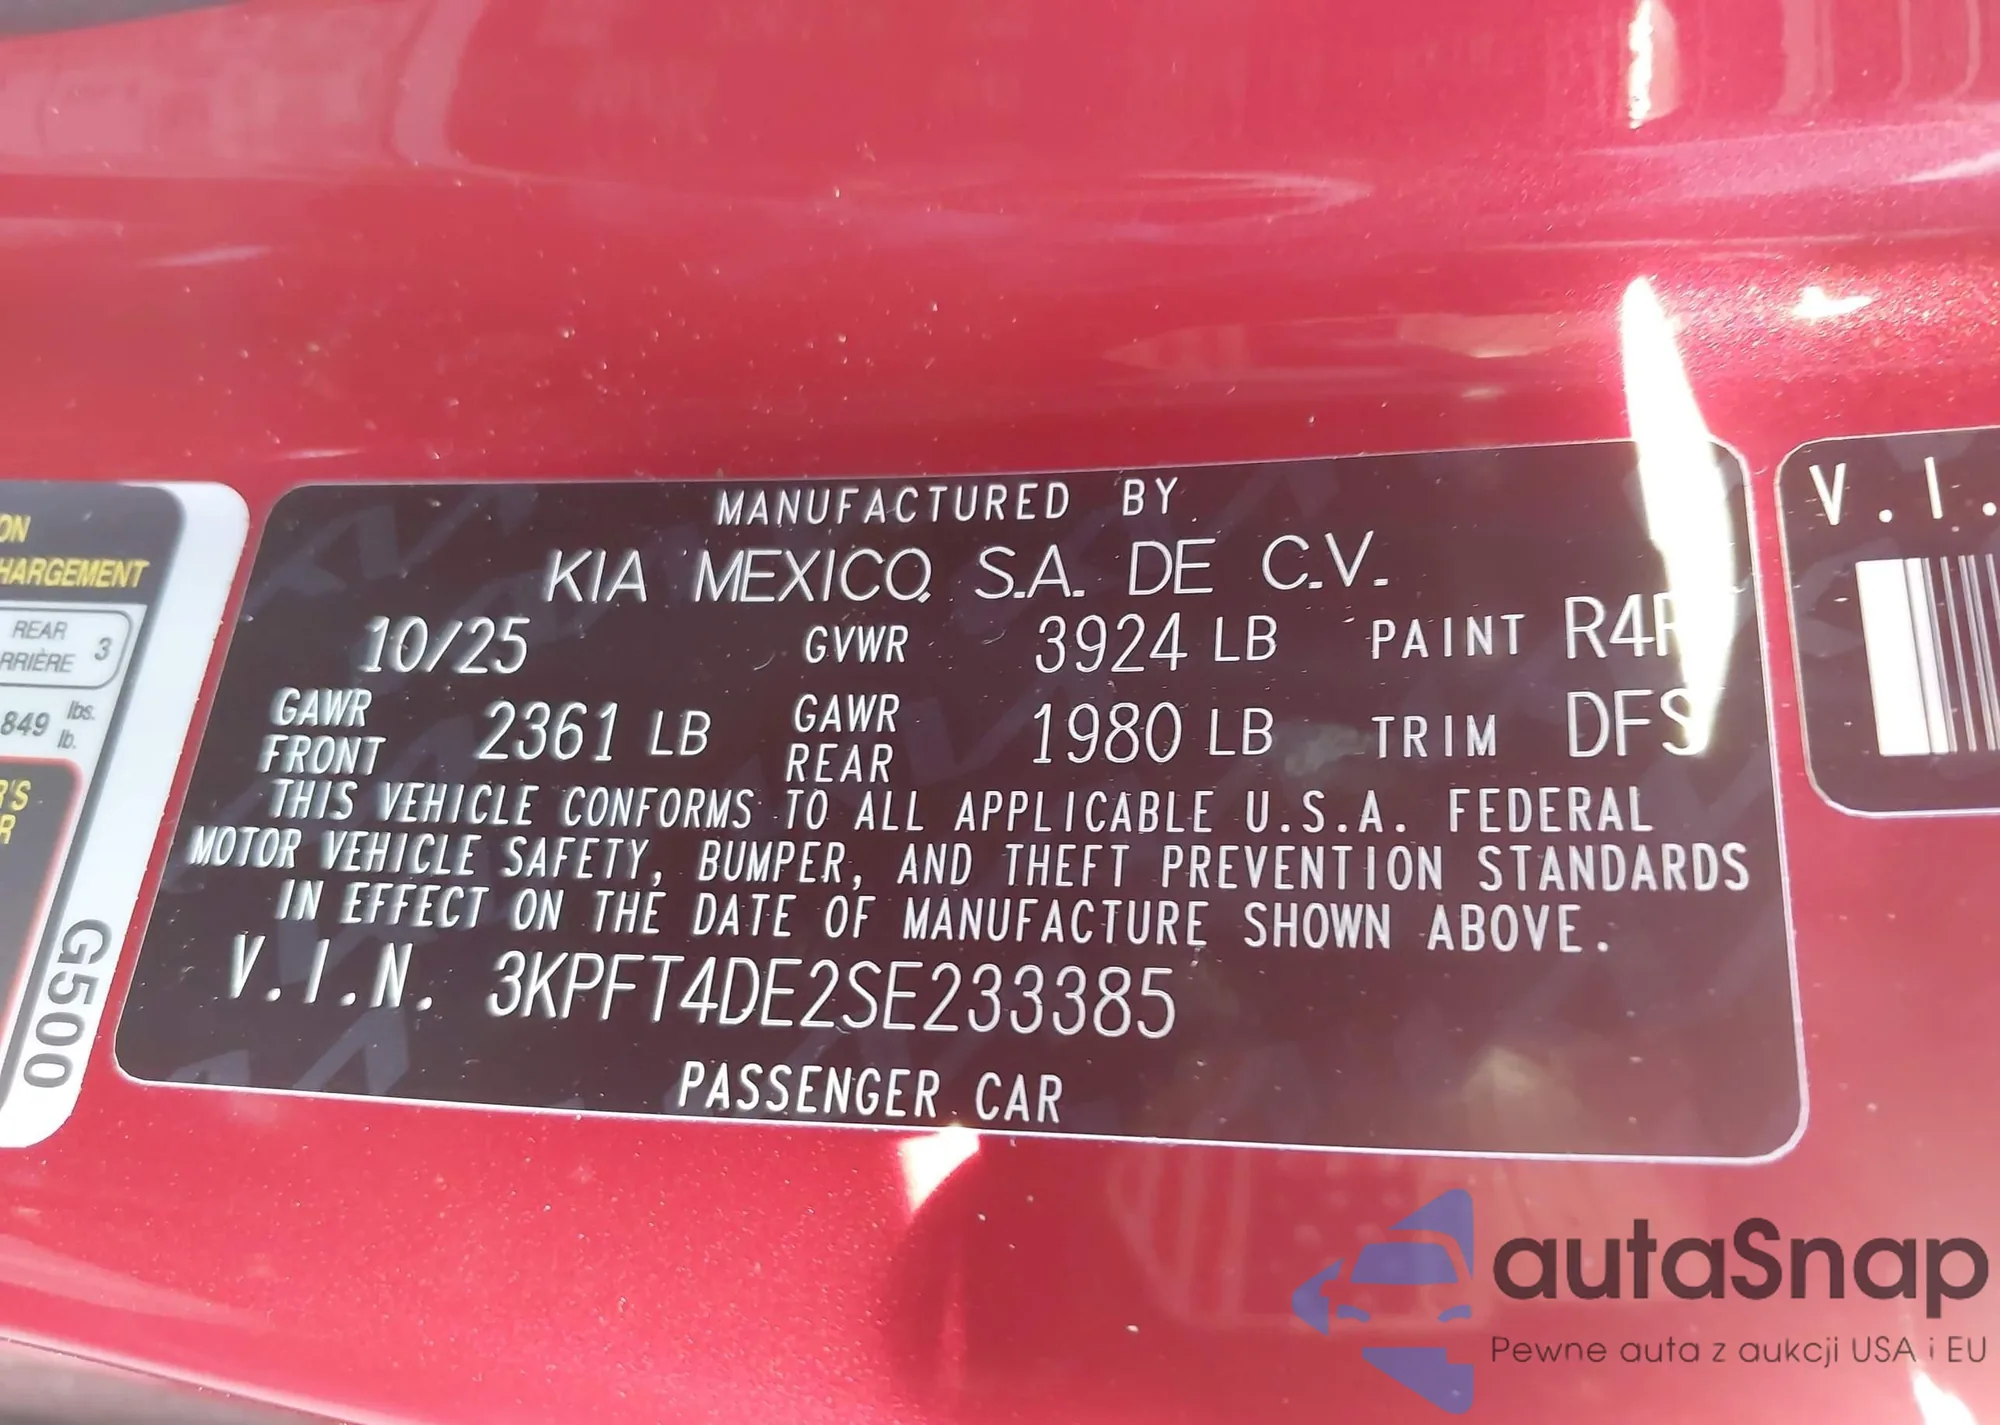 MANUFACTURED BY
KIA MEXICO, S.A. DE C.V.
10/25 GVWR 3924 LB PAINT
GAWR FRONT 2361 LB GAWR REAR 1980 LB TRIM DFS
THIS VEHICLE CONFORMS TO ALL APPLICABLE U.S.A. FEDERAL
MOTOR VEHICLE SAFETY, BUMPER, AND THEFT PREVENTION STANDARDS
IN EFFECT ON THE DATE OF MANUFACTURE SHOWN ABOVE.
V.I.N. 3KPFT4DE2SE233385
PASSENGER CAR
REAR 3
849 lbs.
lb.
G500
V.I.
autaSnap
Pewne auta z aukcji USA i EU